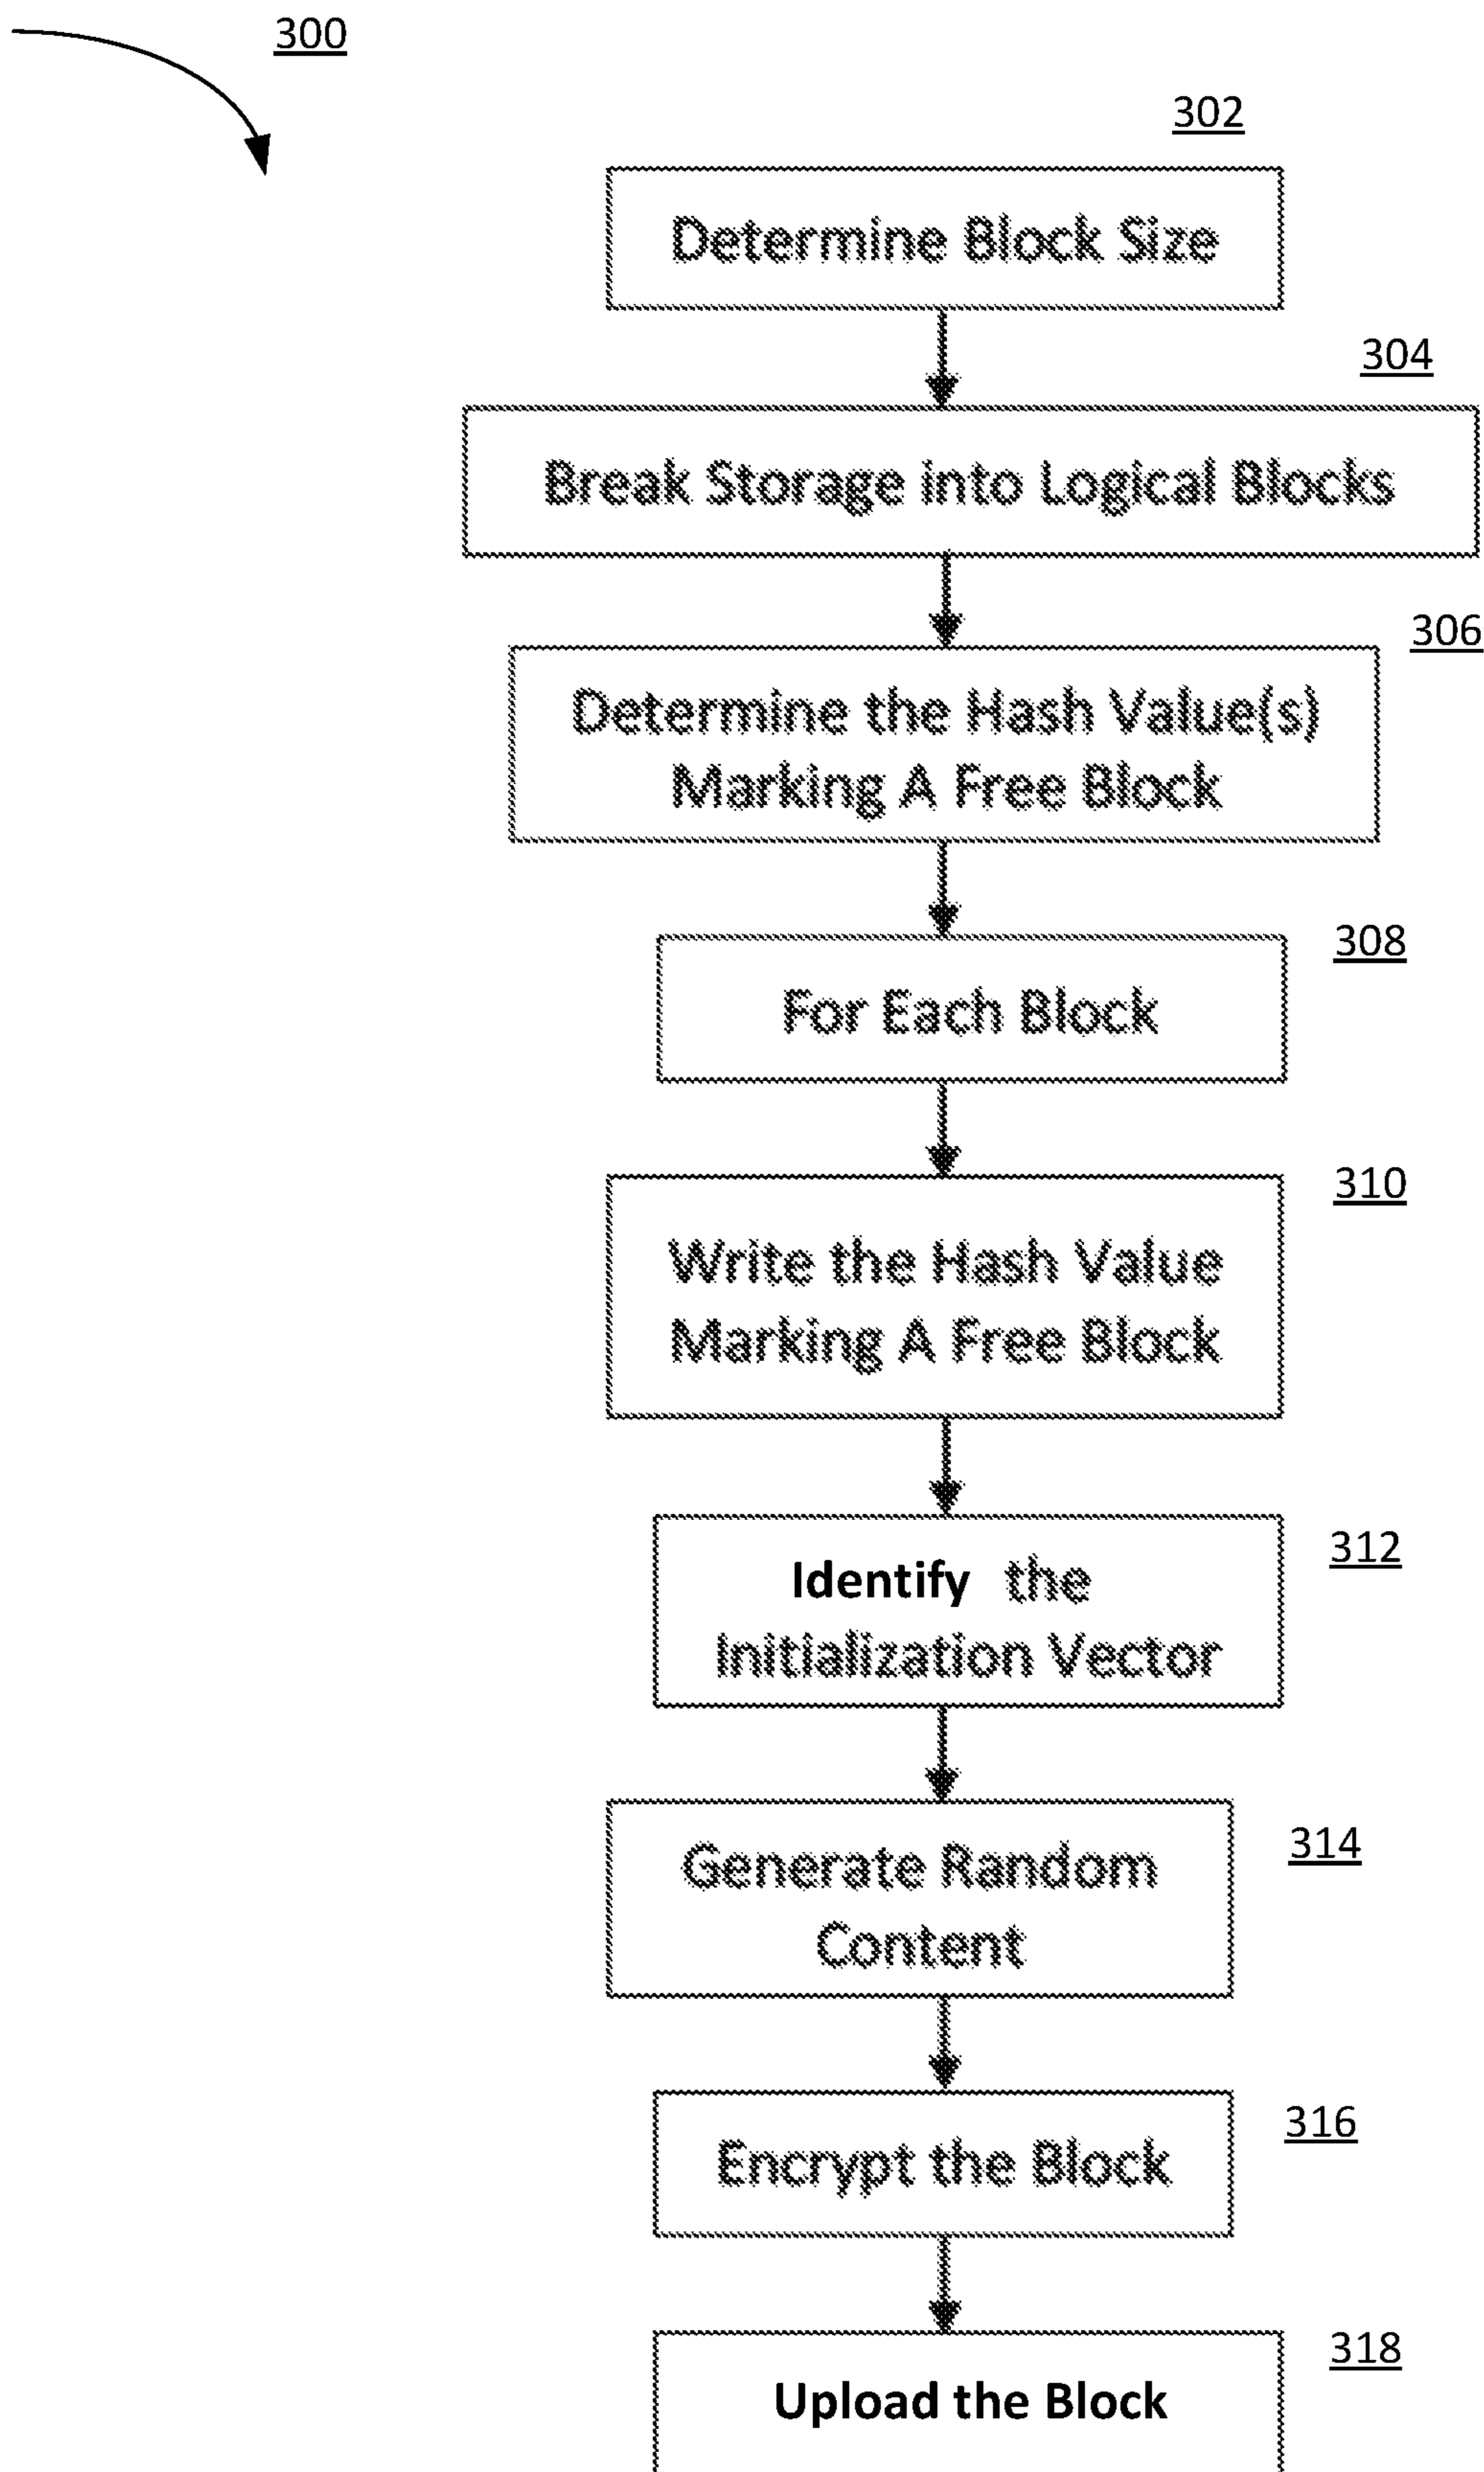 300
302
Determine Block Size
304
Break Storage into Logical Blocks
306
Determine the Hash Value(s)
Marking A Free Block
308
For Each Block
310
Write the Hash Value
Marking A Free Block
312
Identify the
Initialization Vector
314
Generate Random
Content
316
Encrypt the Block
318
Upload the Block